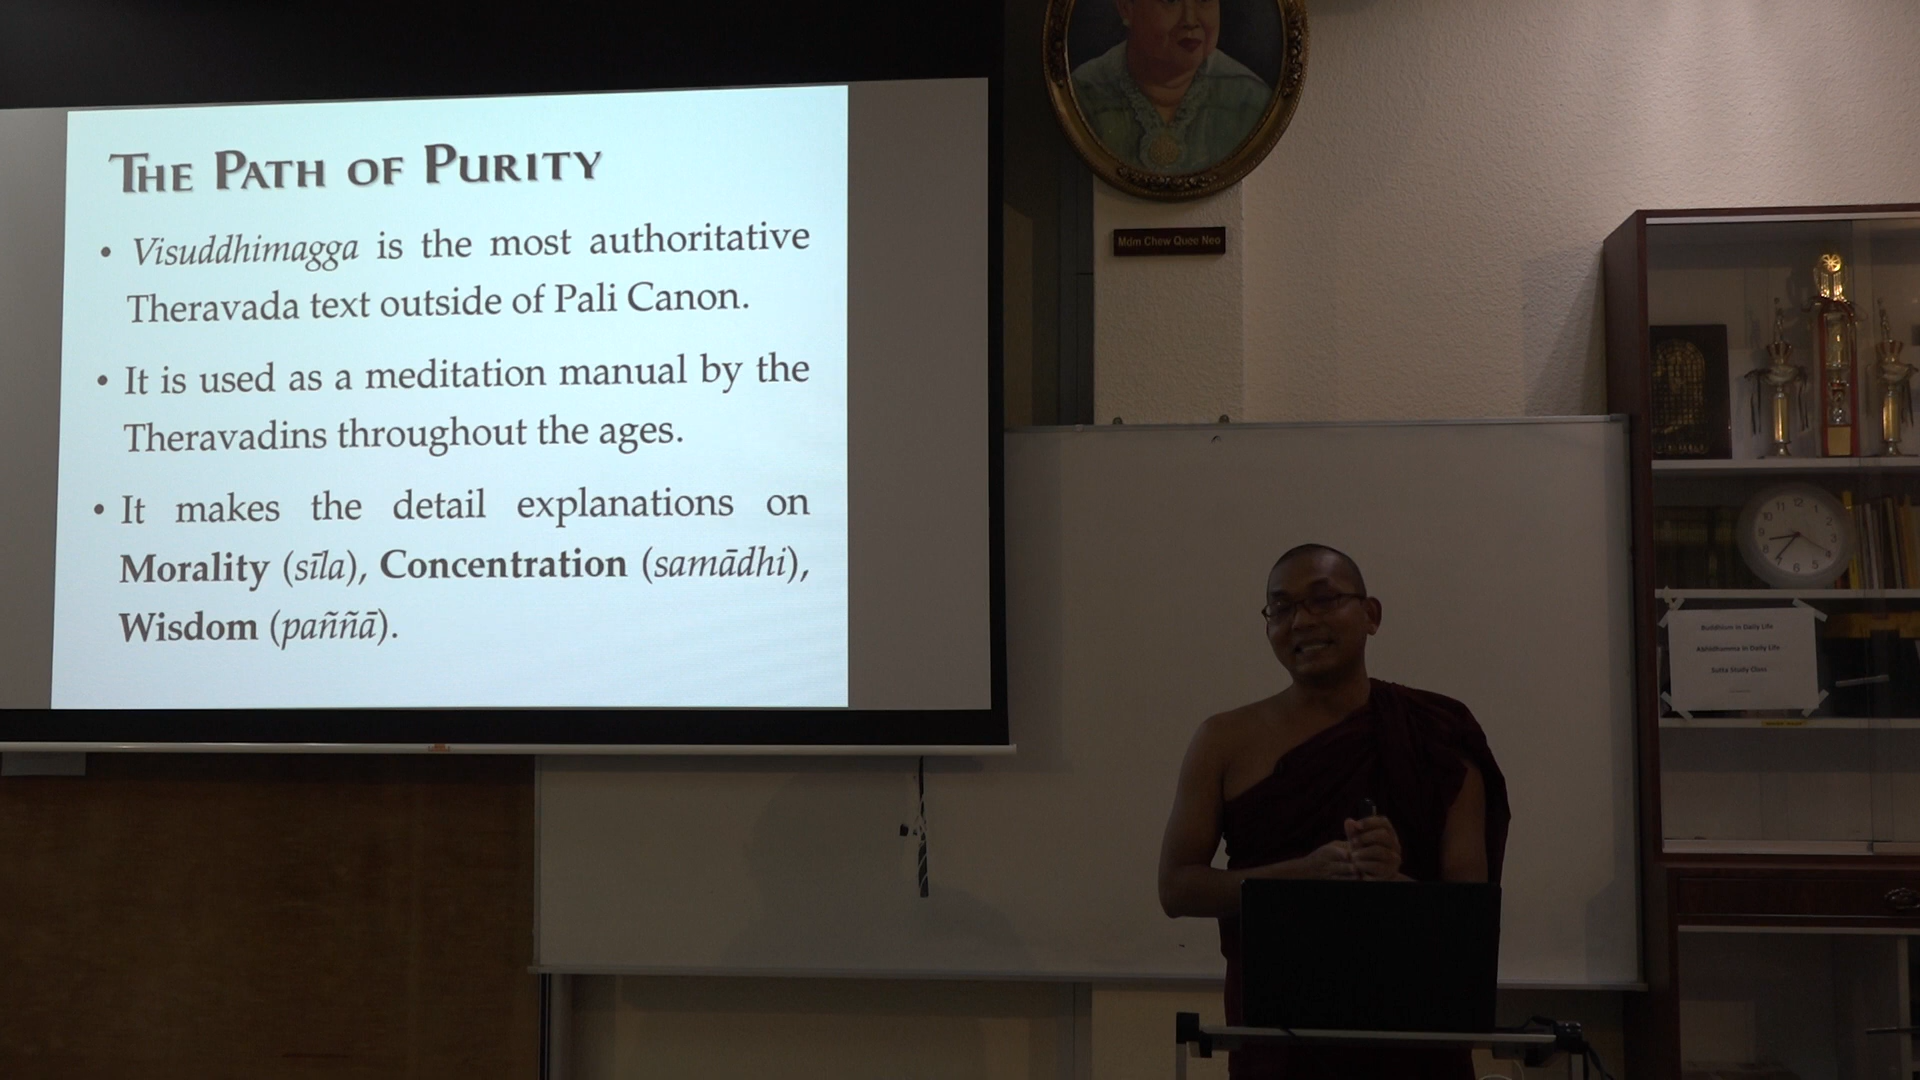 THE PATH OF PURITY
• Visuddhimagga is the most authoritative
Theravada text outside of Pali Canon.
• It is used as a meditation manual by the
Theravadins throughout the ages.
• It makes the detail explanations on
Morality (sīla), Concentration (samādhi),
Wisdom (paññā).
Mdm Chew Quee Neo
Buddhism in Daily Life
Abhidhamma in Daily Life
Sutta Study Class